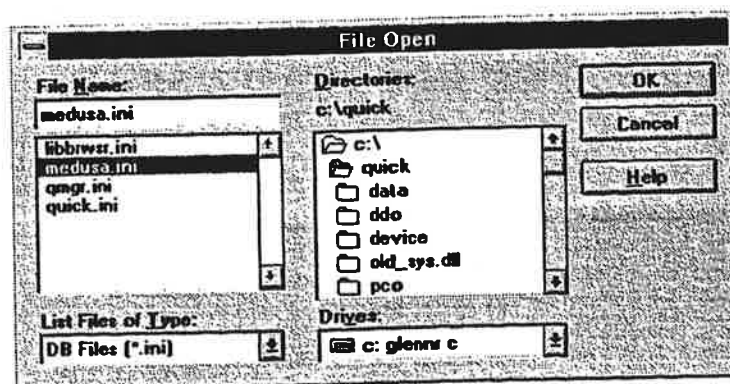 File Open
File Name:
medusa.ini
libbrwsr.ini
medusa.ini
qmgr.ini
quick.ini
List Files of Type:
DB Files (*.ini)
Directories:
c:\quick
c:\
quick
data
ddo
device
old_sys.dll
pco
Drives:
c: glennr c
OK
Cancel
Help